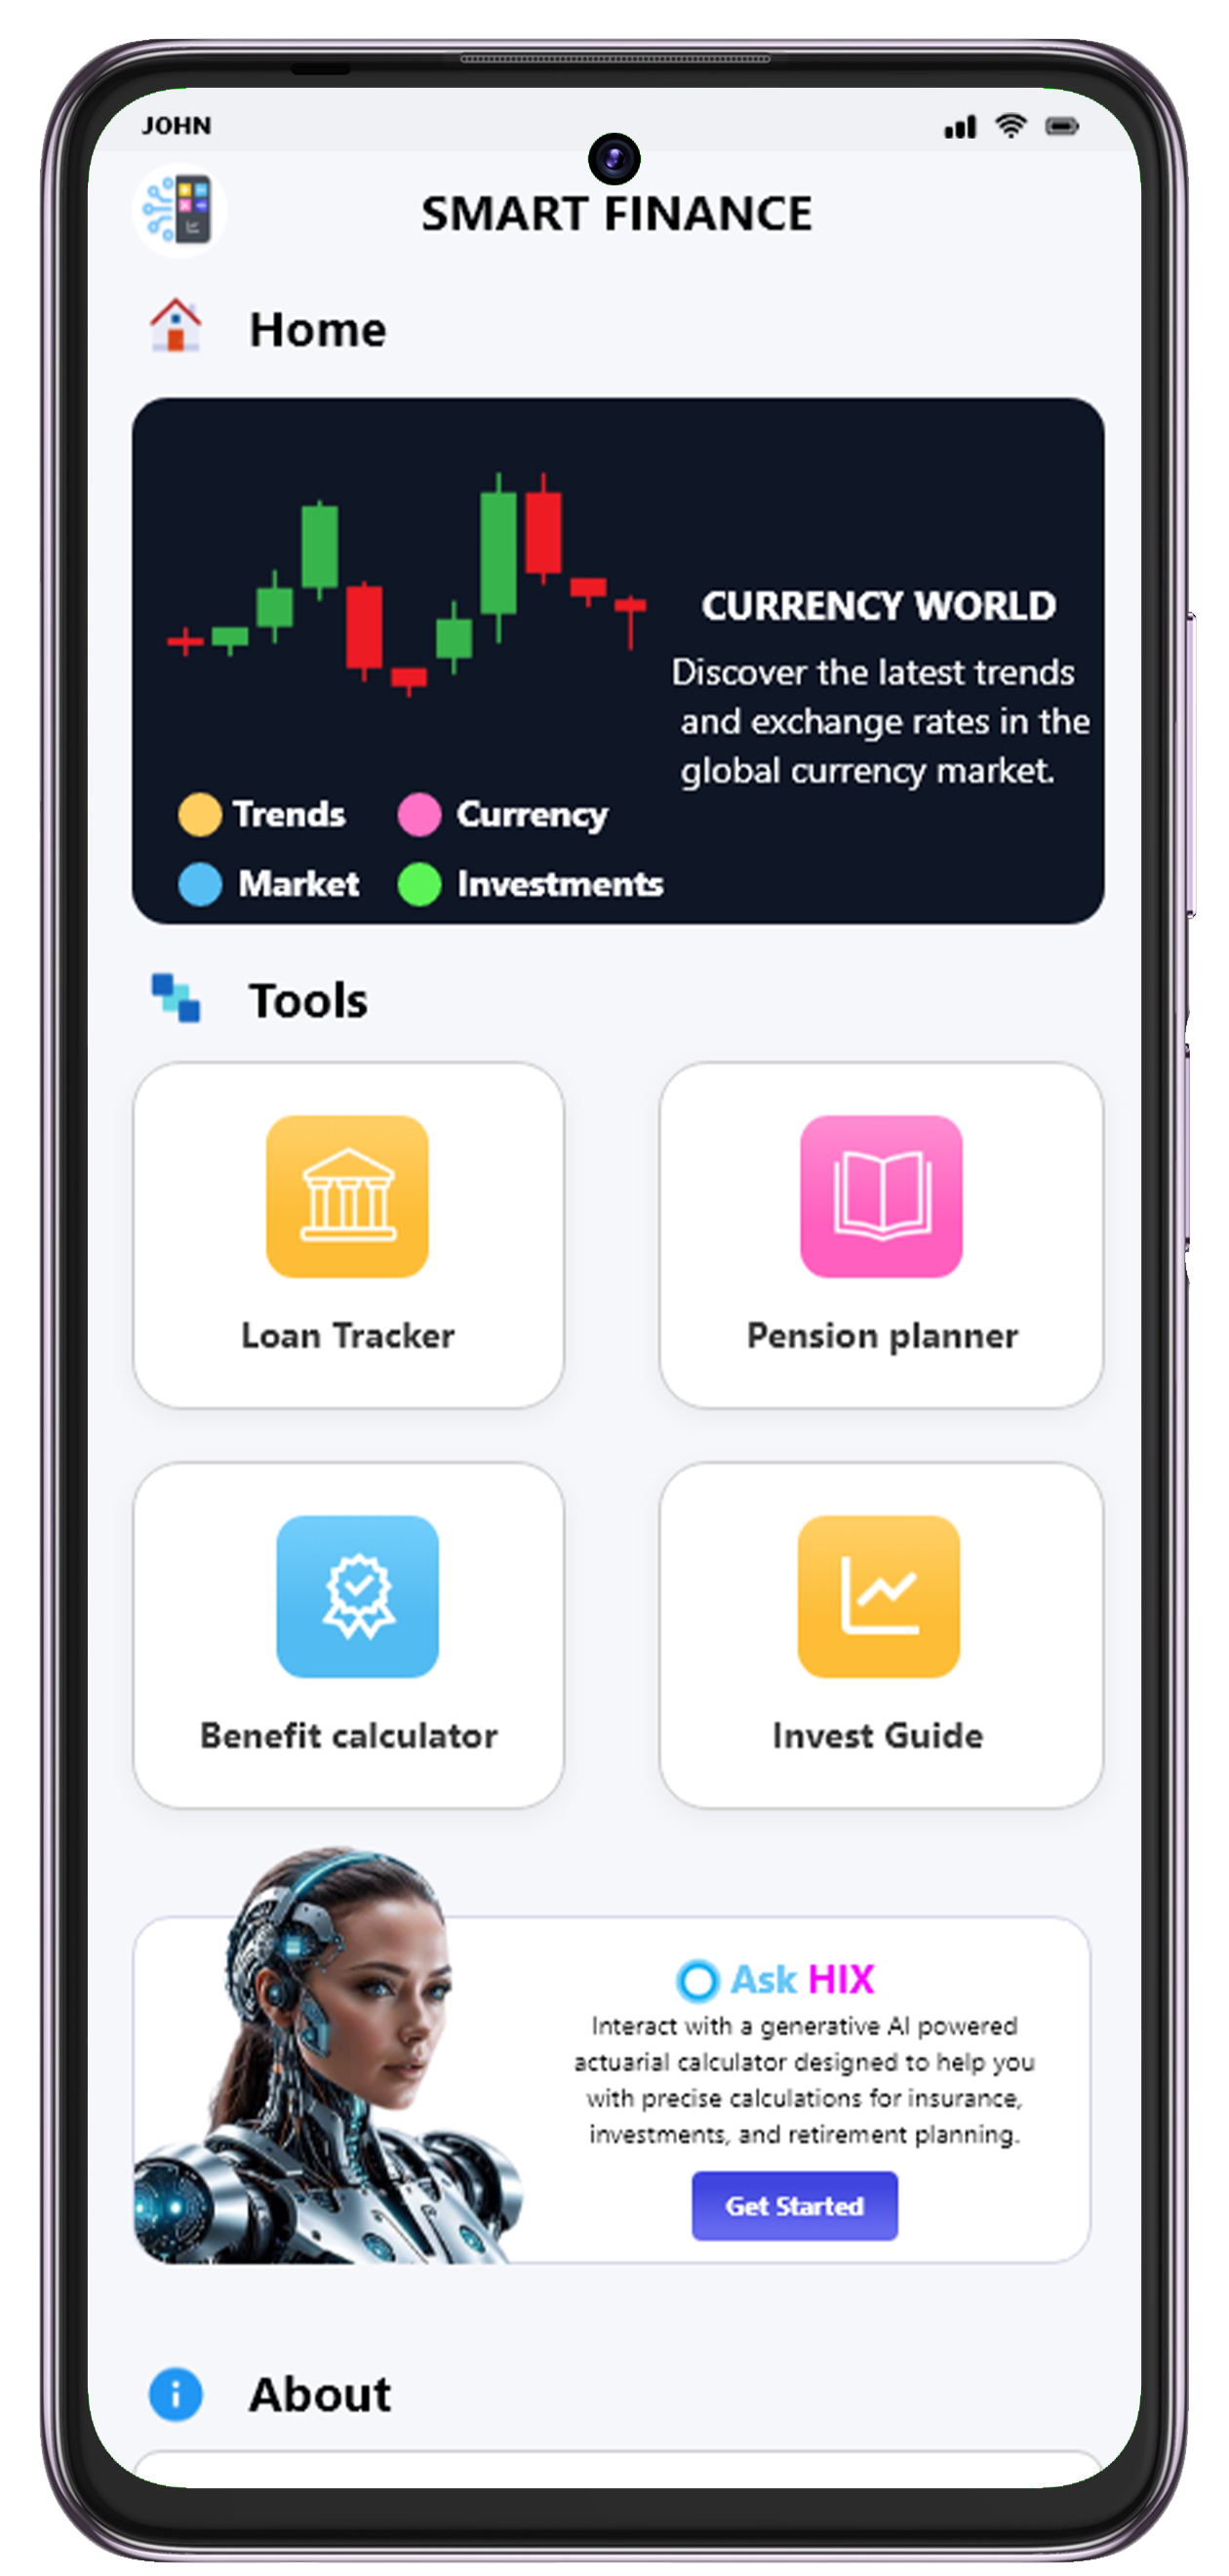 JOHN
SMART FINANCE
Home
CURRENCY WORLD
Discover the latest trends
and exchange rates in the
global currency market.
Trends Currency
Market Investments
Tools
Loan Tracker Pension planner
Benefit calculator Invest Guide
Ask HIX
Interact with a generative AI powered
actuarial calculator designed to help you
with precise calculations for insurance,
investments, and retirement planning.
Get Started
About